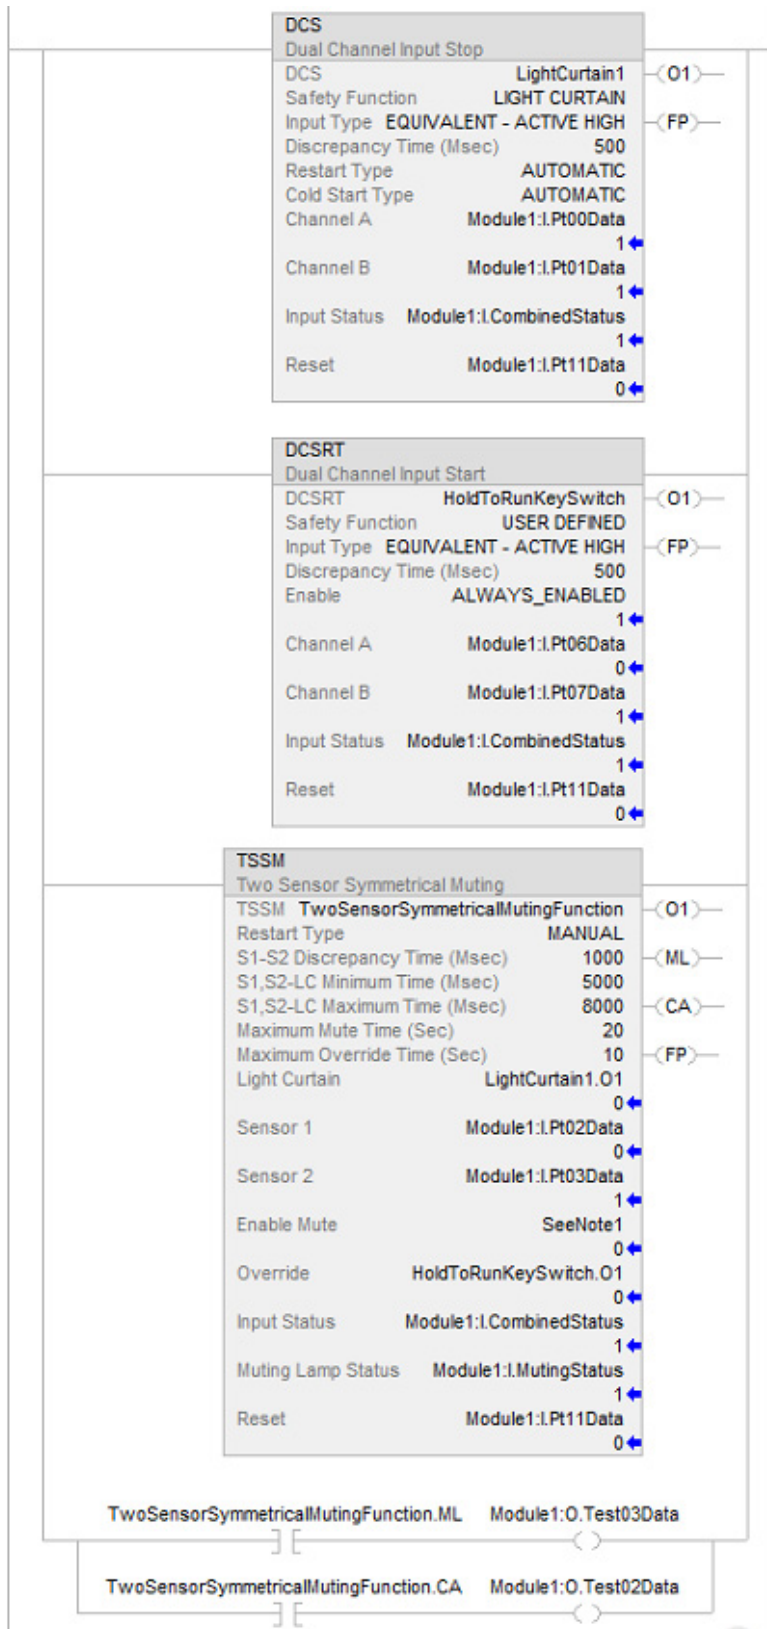 DCS
Dual Channel Input Stop
DCS LightCurtain1 (O1)
Safety Function LIGHT CURTAIN
Input Type EQUIVALENT - ACTIVE HIGH (FP)
Discrepancy Time (Msec) 500
Restart Type AUTOMATIC
Cold Start Type AUTOMATIC
Channel A Module1:I.Pt00Data
1
Channel B Module1:I.Pt01Data
1
Input Status Module1:I.CombinedStatus
1
Reset Module1:I.Pt11Data
0
DCSRT
Dual Channel Input Start
DCSRT HoldToRunKeySwitch (O1)
Safety Function USER DEFINED
Input Type EQUIVALENT - ACTIVE HIGH (FP)
Discrepancy Time (Msec) 500
Enable ALWAYS_ENABLED
1
Channel A Module1:I.Pt06Data
0
Channel B Module1:I.Pt07Data
1
Input Status Module1:I.CombinedStatus
1
Reset Module1:I.Pt11Data
0
TSSM
Two Sensor Symmetrical Muting
TSSM TwoSensorSymmetricalMutingFunction (O1)
Restart Type MANUAL
S1-S2 Discrepancy Time (Msec) 1000 (ML)
S1,S2-LC Minimum Time (Msec) 5000
S1,S2-LC Maximum Time (Msec) 8000 (CA)
Maximum Mute Time (Sec) 20
Maximum Override Time (Sec) 10 (FP)
Light Curtain LightCurtain1.O1
0
Sensor 1 Module1:I.Pt02Data
0
Sensor 2 Module1:I.Pt03Data
1
Enable Mute SeeNote1
0
Override HoldToRunKeySwitch.O1
0
Input Status Module1:I.CombinedStatus
1
Muting Lamp Status Module1:I.MutingStatus
1
Reset Module1:I.Pt11Data
0
TwoSensorSymmetricalMutingFunction.ML Module1:O.Test03Data
TwoSensorSymmetricalMutingFunction.CA Module1:O.Test02Data